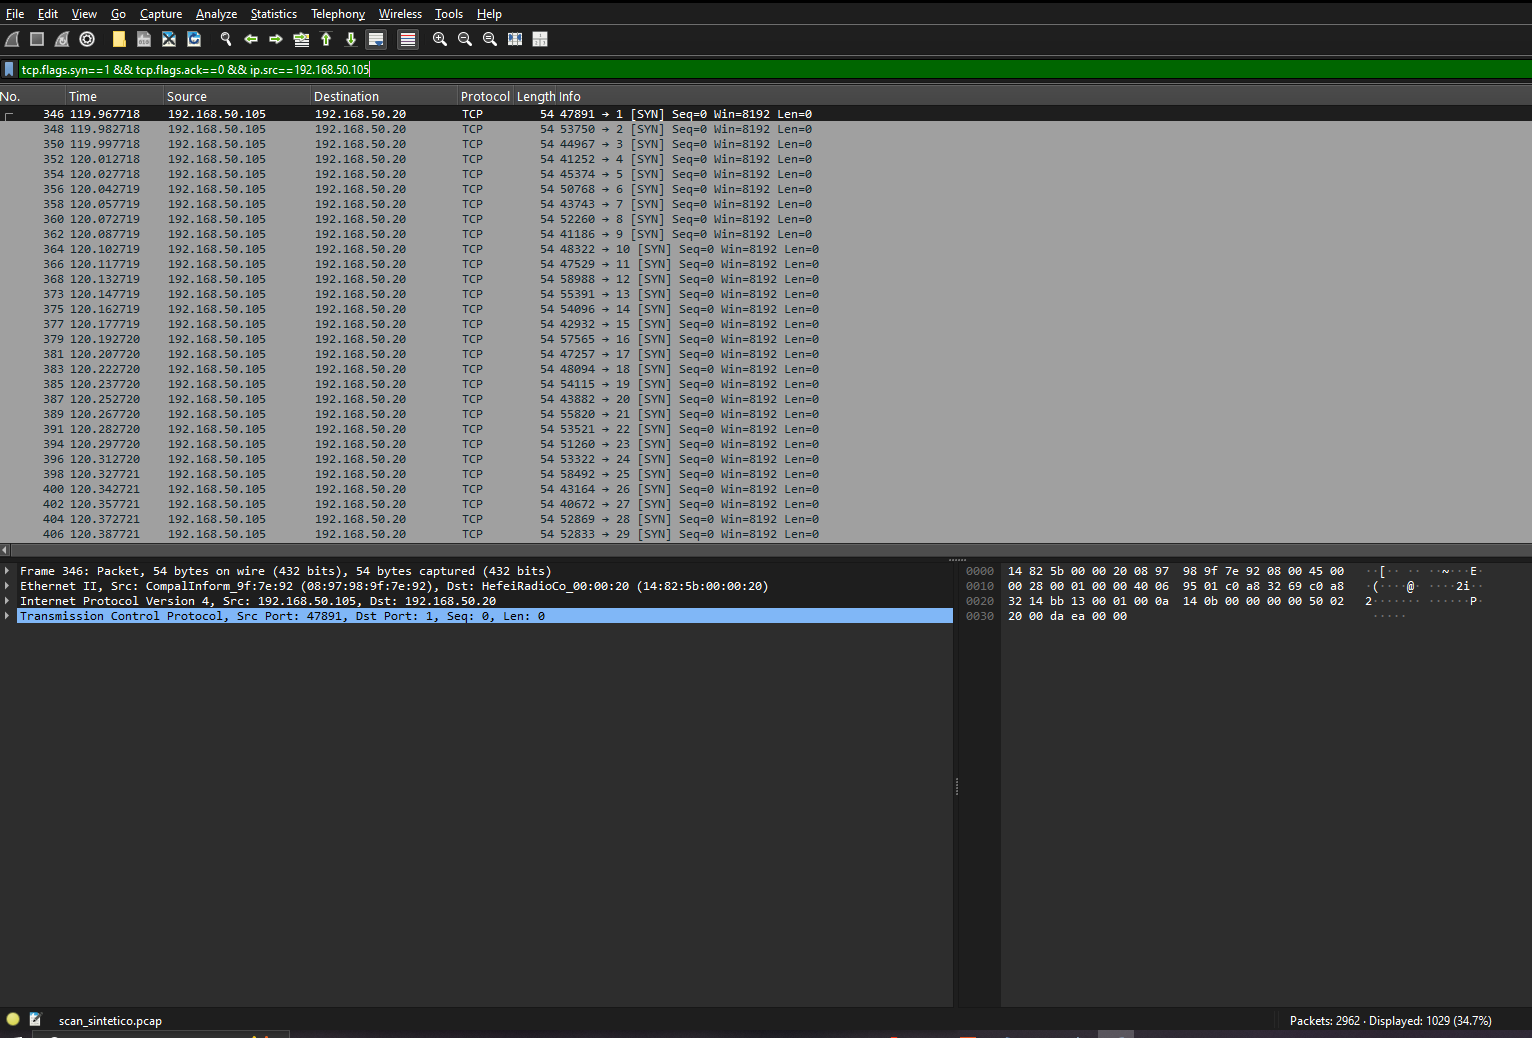 File Edit View Go Capture Analyze Statistics Telephony Wireless Tools Help
tcp.flags.syn==1 && tcp.flags.ack==0 && ip.src==192.168.50.105
No. Time Source Destination Protocol Length Info
346 119.967718 192.168.50.105 192.168.50.20 TCP 54 47891 → 1 [SYN] Seq=0 Win=8192 Len=0
348 119.982718 192.168.50.105 192.168.50.20 TCP 54 53750 → 2 [SYN] Seq=0 Win=8192 Len=0
350 119.997718 192.168.50.105 192.168.50.20 TCP 54 44967 → 3 [SYN] Seq=0 Win=8192 Len=0
352 120.012718 192.168.50.105 192.168.50.20 TCP 54 41252 → 4 [SYN] Seq=0 Win=8192 Len=0
354 120.027718 192.168.50.105 192.168.50.20 TCP 54 45374 → 5 [SYN] Seq=0 Win=8192 Len=0
356 120.042719 192.168.50.105 192.168.50.20 TCP 54 50768 → 6 [SYN] Seq=0 Win=8192 Len=0
358 120.057719 192.168.50.105 192.168.50.20 TCP 54 43743 → 7 [SYN] Seq=0 Win=8192 Len=0
360 120.072719 192.168.50.105 192.168.50.20 TCP 54 52260 → 8 [SYN] Seq=0 Win=8192 Len=0
362 120.087719 192.168.50.105 192.168.50.20 TCP 54 41186 → 9 [SYN] Seq=0 Win=8192 Len=0
364 120.102719 192.168.50.105 192.168.50.20 TCP 54 48322 → 10 [SYN] Seq=0 Win=8192 Len=0
366 120.117719 192.168.50.105 192.168.50.20 TCP 54 47529 → 11 [SYN] Seq=0 Win=8192 Len=0
368 120.132719 192.168.50.105 192.168.50.20 TCP 54 58988 → 12 [SYN] Seq=0 Win=8192 Len=0
373 120.147719 192.168.50.105 192.168.50.20 TCP 54 55391 → 13 [SYN] Seq=0 Win=8192 Len=0
375 120.162719 192.168.50.105 192.168.50.20 TCP 54 54096 → 14 [SYN] Seq=0 Win=8192 Len=0
377 120.177719 192.168.50.105 192.168.50.20 TCP 54 42932 → 15 [SYN] Seq=0 Win=8192 Len=0
379 120.192720 192.168.50.105 192.168.50.20 TCP 54 57565 → 16 [SYN] Seq=0 Win=8192 Len=0
381 120.207720 192.168.50.105 192.168.50.20 TCP 54 47257 → 17 [SYN] Seq=0 Win=8192 Len=0
383 120.222720 192.168.50.105 192.168.50.20 TCP 54 48094 → 18 [SYN] Seq=0 Win=8192 Len=0
385 120.237720 192.168.50.105 192.168.50.20 TCP 54 54115 → 19 [SYN] Seq=0 Win=8192 Len=0
387 120.252720 192.168.50.105 192.168.50.20 TCP 54 43882 → 20 [SYN] Seq=0 Win=8192 Len=0
389 120.267720 192.168.50.105 192.168.50.20 TCP 54 55820 → 21 [SYN] Seq=0 Win=8192 Len=0
391 120.282720 192.168.50.105 192.168.50.20 TCP 54 53521 → 22 [SYN] Seq=0 Win=8192 Len=0
394 120.297720 192.168.50.105 192.168.50.20 TCP 54 51260 → 23 [SYN] Seq=0 Win=8192 Len=0
396 120.312720 192.168.50.105 192.168.50.20 TCP 54 53322 → 24 [SYN] Seq=0 Win=8192 Len=0
398 120.327721 192.168.50.105 192.168.50.20 TCP 54 58492 → 25 [SYN] Seq=0 Win=8192 Len=0
400 120.342721 192.168.50.105 192.168.50.20 TCP 54 43164 → 26 [SYN] Seq=0 Win=8192 Len=0
402 120.357721 192.168.50.105 192.168.50.20 TCP 54 40672 → 27 [SYN] Seq=0 Win=8192 Len=0
404 120.372721 192.168.50.105 192.168.50.20 TCP 54 52869 → 28 [SYN] Seq=0 Win=8192 Len=0
406 120.387721 192.168.50.105 192.168.50.20 TCP 54 52833 → 29 [SYN] Seq=0 Win=8192 Len=0
Frame 346: Packet, 54 bytes on wire (432 bits), 54 bytes captured (432 bits)
Ethernet II, Src: CompalInform_9f:7e:92 (08:97:98:9f:7e:92), Dst: HefeiRadioCo_00:00:20 (14:82:5b:00:00:20)
Internet Protocol Version 4, Src: 192.168.50.105, Dst: 192.168.50.20
Transmission Control Protocol, Src Port: 47891, Dst Port: 1, Seq: 0, Len: 0
0000 14 82 5b 00 00 20 08 97 98 9f 7e 92 08 00 45 00 ··[·· ·· ··~···E·
0010 00 28 00 01 00 00 40 06 95 01 c0 a8 32 69 c0 a8 ·(····@· ····2i··
0020 32 14 bb 13 00 01 00 0a 14 0b 00 00 00 00 50 02 2······· ······P·
0030 20 00 da ea 00 00 ·····
scan_sintetico.pcap
Packets: 2962 · Displayed: 1029 (34.7%)